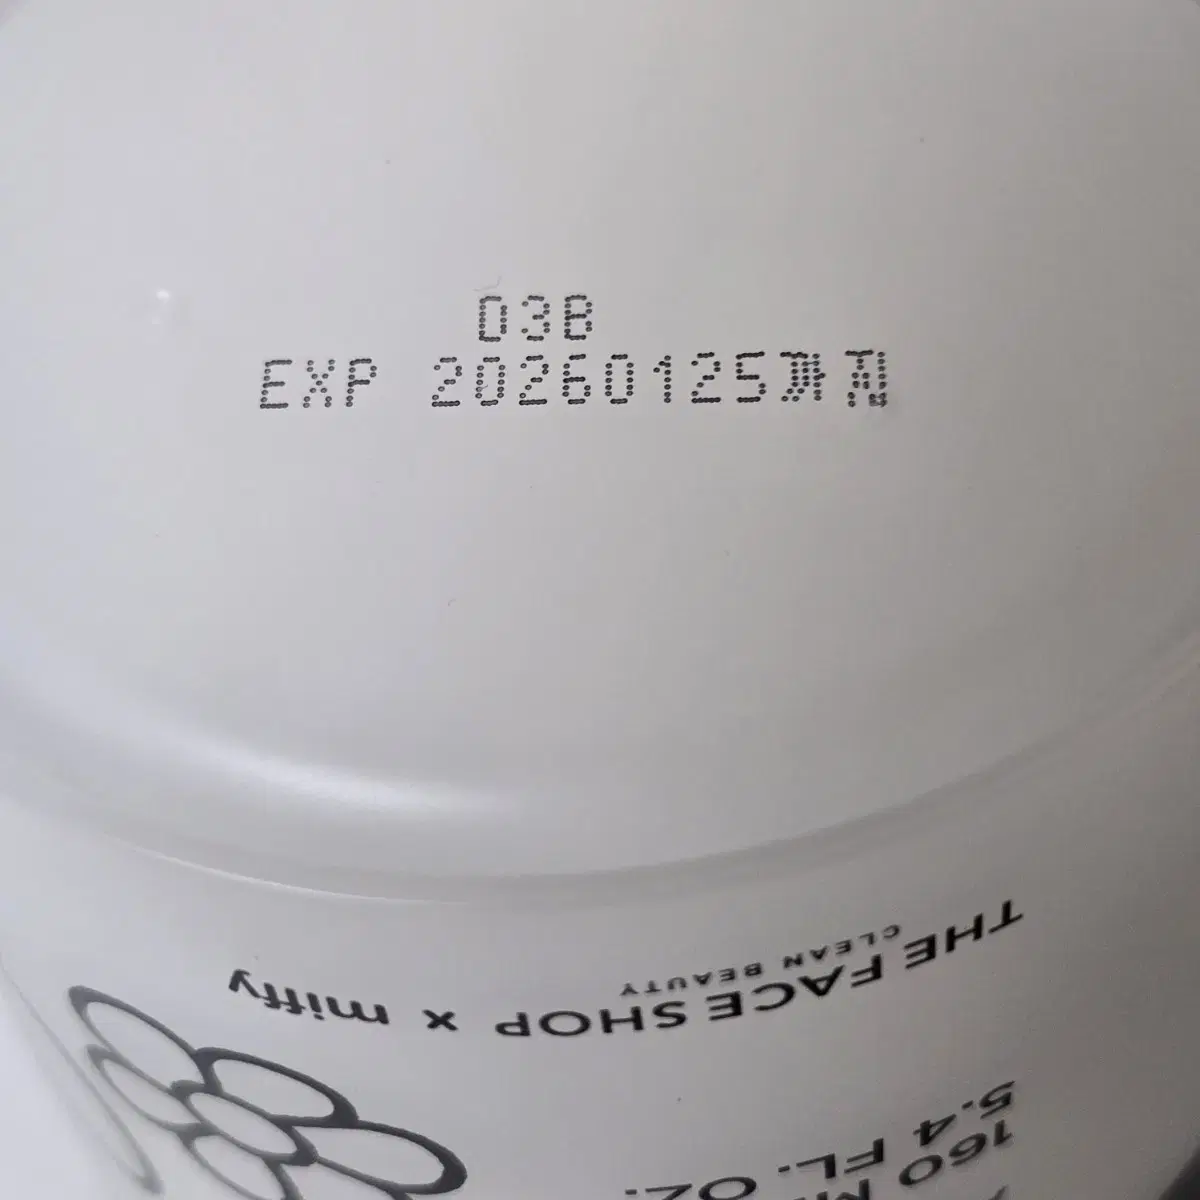 03B
EXP 20260125까지
THE FACE SHOP x miffy
CLEAN BEAUTY
5.4 FL. OZ.
160 M